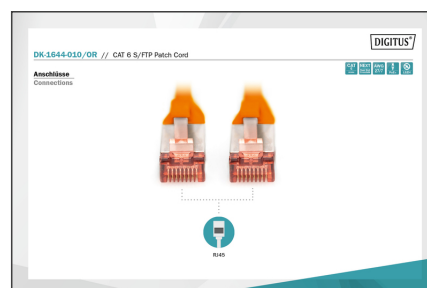 DIGITUS®
DK-1644-010/OR // CAT 6 S/FTP Patch Cord
Anschlüsse
Connections
RJ45